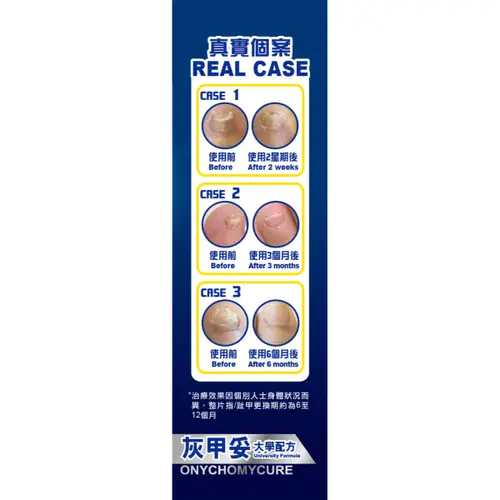 真實個案
REAL CASE
CASE 1
使用前 使用2星期後
Before After 2 weeks
CASE 2
使用前 使用3個月後
Before After 3 months
CASE 3
使用前 使用6個月後
Before After 6 months
*治療效果因個別人士身體狀況而
異，整片指/趾甲更換期約為6至
12個月
灰甲妥 大學配方
University Formula
ONYCHOMYCURE